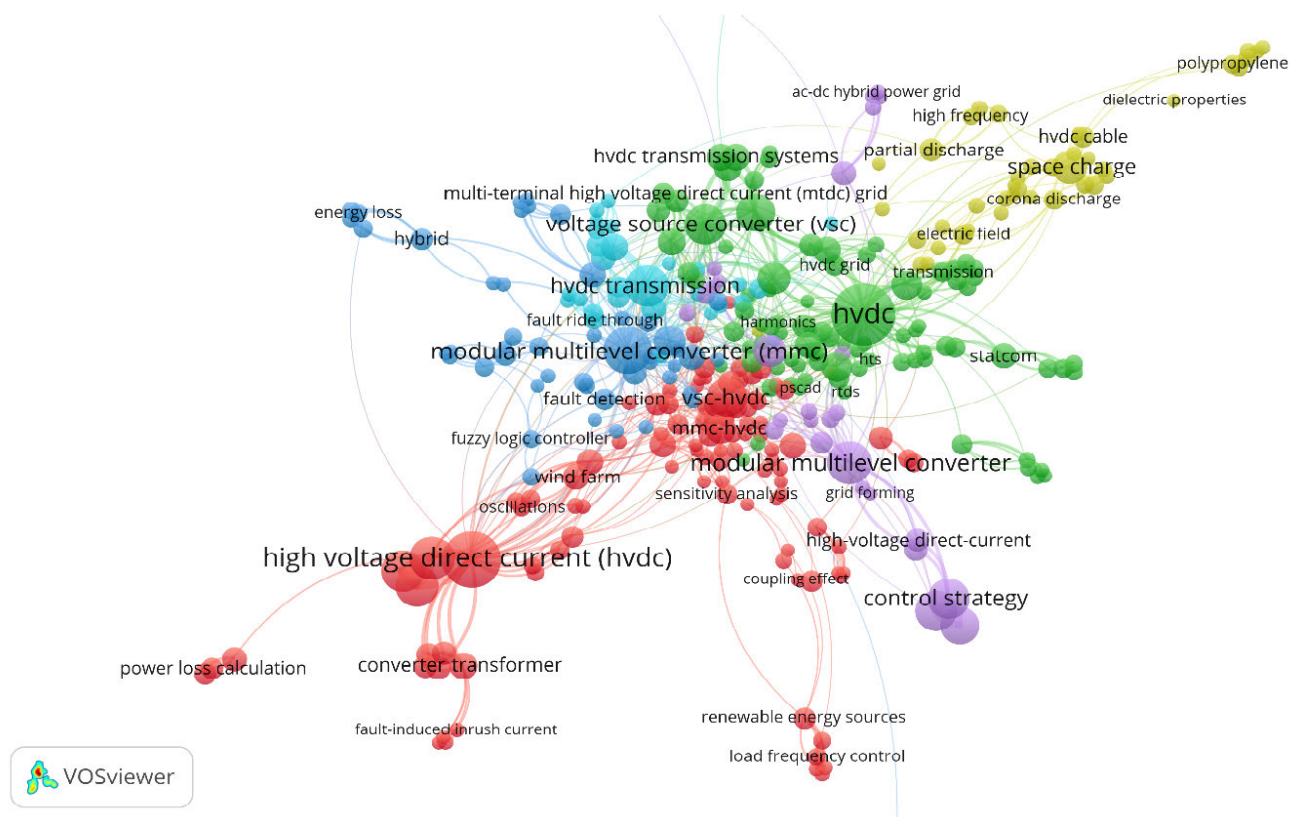 polypropylene
ac-dc hybrid power grid
dielectric properties
high frequency
hvdc cable
partial discharge
hvdc transmission systems
space charge
multi-terminal high voltage direct current (mtdc) grid
corona discharge
energy loss
voltage source converter (vsc)
electric field
hybrid
hvdc grid
transmission
hvdc transmission
hvdc
fault ride through
harmonics
modular multilevel converter (mmc)
hts
statcom
pscad
rtds
vsc-hvdc
fault detection
mmc-hvdc
fuzzy logic controller
modular multilevel converter
wind farm
sensitivity analysis
grid forming
oscillations
high-voltage direct-current
high voltage direct current (hvdc)
coupling effect
control strategy
power loss calculation
converter transformer
renewable energy sources
fault-induced inrush current
load frequency control
VOSviewer